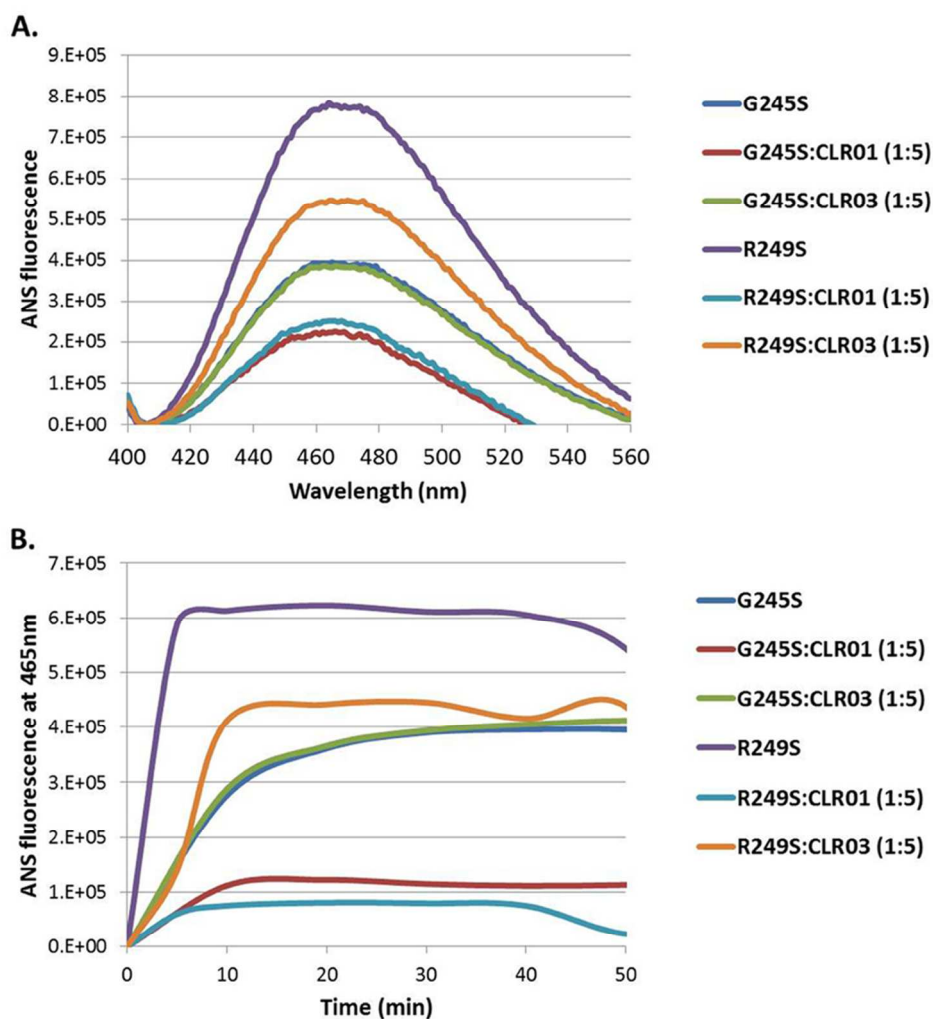 A.
ANS fluorescence
9.E+05
8.E+05
7.E+05
6.E+05
5.E+05
4.E+05
3.E+05
2.E+05
1.E+05
0.E+00
400 420 440 460 480 500 520 540 560
Wavelength (nm)
G245S
G245S:CLR01 (1:5)
G245S:CLR03 (1:5)
R249S
R249S:CLR01 (1:5)
R249S:CLR03 (1:5)
B.
ANS fluorescence at 465nm
7.E+05
6.E+05
5.E+05
4.E+05
3.E+05
2.E+05
1.E+05
0.E+00
0 10 20 30 40 50
Time (min)
G245S
G245S:CLR01 (1:5)
G245S:CLR03 (1:5)
R249S
R249S:CLR01 (1:5)
R249S:CLR03 (1:5)